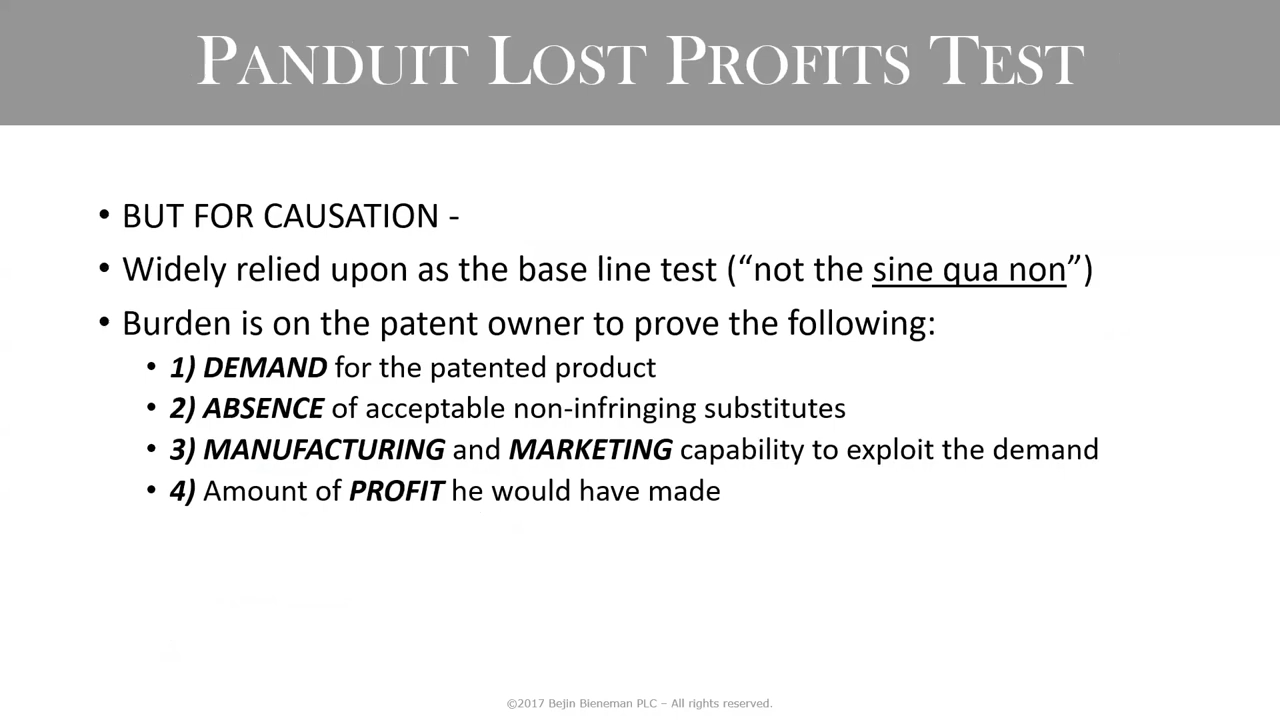 PANDUIT LOST PROFITS TEST
• BUT FOR CAUSATION -
• Widely relied upon as the base line test (“not the sine qua non”)
• Burden is on the patent owner to prove the following:
• 1) DEMAND for the patented product
• 2) ABSENCE of acceptable non-infringing substitutes
• 3) MANUFACTURING and MARKETING capability to exploit the demand
• 4) Amount of PROFIT he would have made
©2017 Bejin Bieneman PLC – All rights reserved.